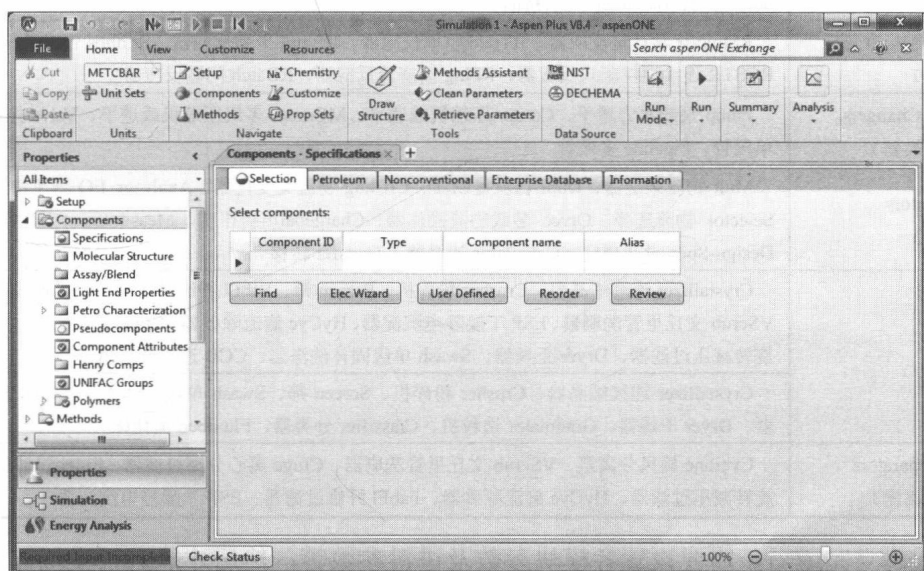 Simulation 1 - Aspen Plus V8.4 - aspenONE
File Home View Customize Resources Search aspenONE Exchange
Cut METCBAR Setup Na+ Chemistry Methods Assistant NIST
Copy Unit Sets Components Customize Draw Structure Clean Parameters DECHEMA Run Mode Run Summary Analysis
Paste Methods Prop Sets Retrieve Parameters
Clipboard Units Navigate Tools Data Source
Properties
Components - Specifications × +
All Items
Selection Petroleum Nonconventional Enterprise Database Information
Setup
Components
Specifications
Molecular Structure
Assay/Blend
Light End Properties
Petro Characterization
Pseudocomponents
Component Attributes
Henry Comps
UNIFAC Groups
Polymers
Methods
Select components
Component ID Type Component name Alias
Find Elec Wizard User Defined Reorder Review
Properties
Simulation
Energy Analysis
Required Input Incomplete Check Status 100%